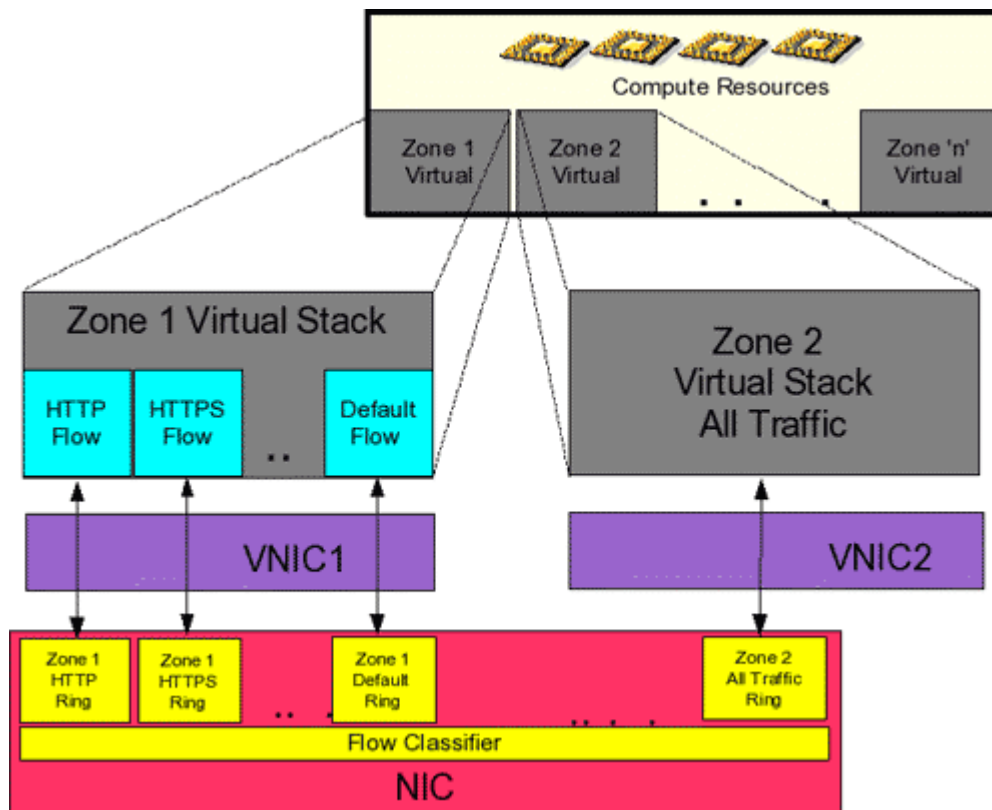 Compute Resources
Zone 1
Virtual
Zone 2
Virtual
. .
.
Zone 'n'
Virtual
Zone 1 Virtual Stack
HTTP
Flow
HTTPS
Flow
..
Default
Flow
Zone 2
Virtual Stack
All Traffic
VNIC1
VNIC2
Zone 1
HTTP
Ring
Zone 1
HTTPS
Ring
.. .
Zone 1
Default
Ring
.. . .
Zone 2
All Traffic
Ring
Flow Classifier
NIC